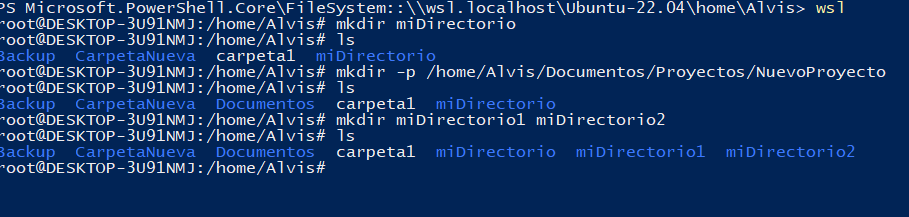 PS Microsoft.PowerShell.Core\FileSystem::\\wsl.localhost\Ubuntu-22.04\home\Alvis> wsl
root@DESKTOP-3U91NMJ:/home/Alvis# mkdir miDirectorio
root@DESKTOP-3U91NMJ:/home/Alvis# ls
Backup  CarpetaNueva  carpeta1  miDirectorio
root@DESKTOP-3U91NMJ:/home/Alvis# mkdir -p /home/Alvis/Documentos/Proyectos/NuevoProyecto
root@DESKTOP-3U91NMJ:/home/Alvis# ls
Backup  CarpetaNueva  Documentos  carpeta1  miDirectorio
root@DESKTOP-3U91NMJ:/home/Alvis# mkdir miDirectorio1 miDirectorio2
root@DESKTOP-3U91NMJ:/home/Alvis# ls
Backup  CarpetaNueva  Documentos  carpeta1  miDirectorio  miDirectorio1  miDirectorio2
root@DESKTOP-3U91NMJ:/home/Alvis#